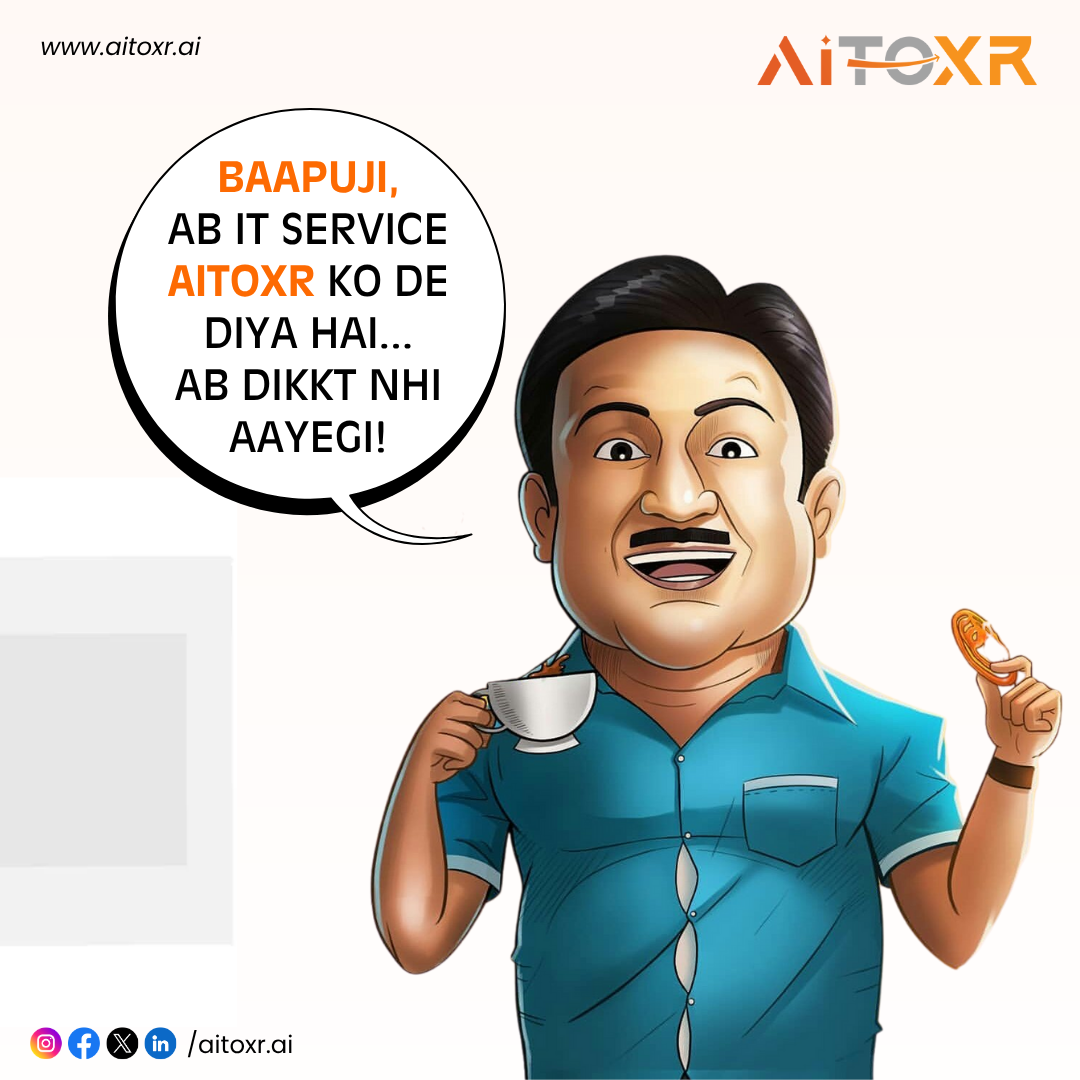 www.aitoxr.ai
AiTOXR
BAAPUJI,
AB IT SERVICE
AITOXR KO DE
DIYA HAI...
AB DIKKT NHI
AAYEGI!
/aitoxr.ai